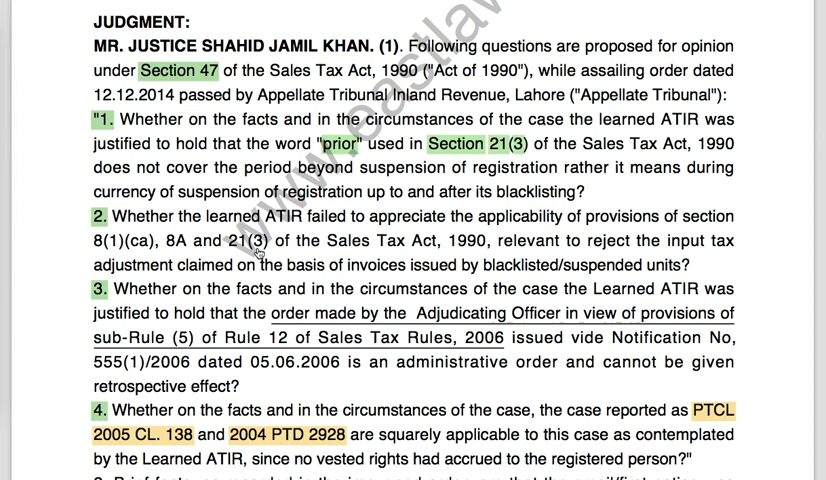 JUDGMENT:
MR. JUSTICE SHAHID JAMIL KHAN. (1). Following questions are proposed for opinion
under Section 47 of the Sales Tax Act, 1990 ("Act of 1990"), while assailing order dated
12.12.2014 passed by Appellate Tribunal Inland Revenue, Lahore ("Appellate Tribunal"):
"1. Whether on the facts and in the circumstances of the case the learned ATIR was
justified to hold that the word "prior" used in Section 21(3) of the Sales Tax Act, 1990
does not cover the period beyond suspension of registration rather it means during
currency of suspension of registration up to and after its blacklisting?
2. Whether the learned ATIR failed to appreciate the applicability of provisions of section
8(1)(ca), 8A and 21(3) of the Sales Tax Act, 1990, relevant to reject the input tax
adjustment claimed on the basis of invoices issued by blacklisted/suspended units?
3. Whether on the facts and in the circumstances of the case the Learned ATIR was
justified to hold that the order made by the Adjudicating Officer in view of provisions of
sub-Rule (5) of Rule 12 of Sales Tax Rules, 2006 issued vide Notification No,
555(1)/2006 dated 05.06.2006 is an administrative order and cannot be given
retrospective effect?
4. Whether on the facts and in the circumstances of the case, the case reported as PTCL
2005 CL. 138 and 2004 PTD 2928 are squarely applicable to this case as contemplated
by the Learned ATIR, since no vested rights had accrued to the registered person?"
www.eastlaw